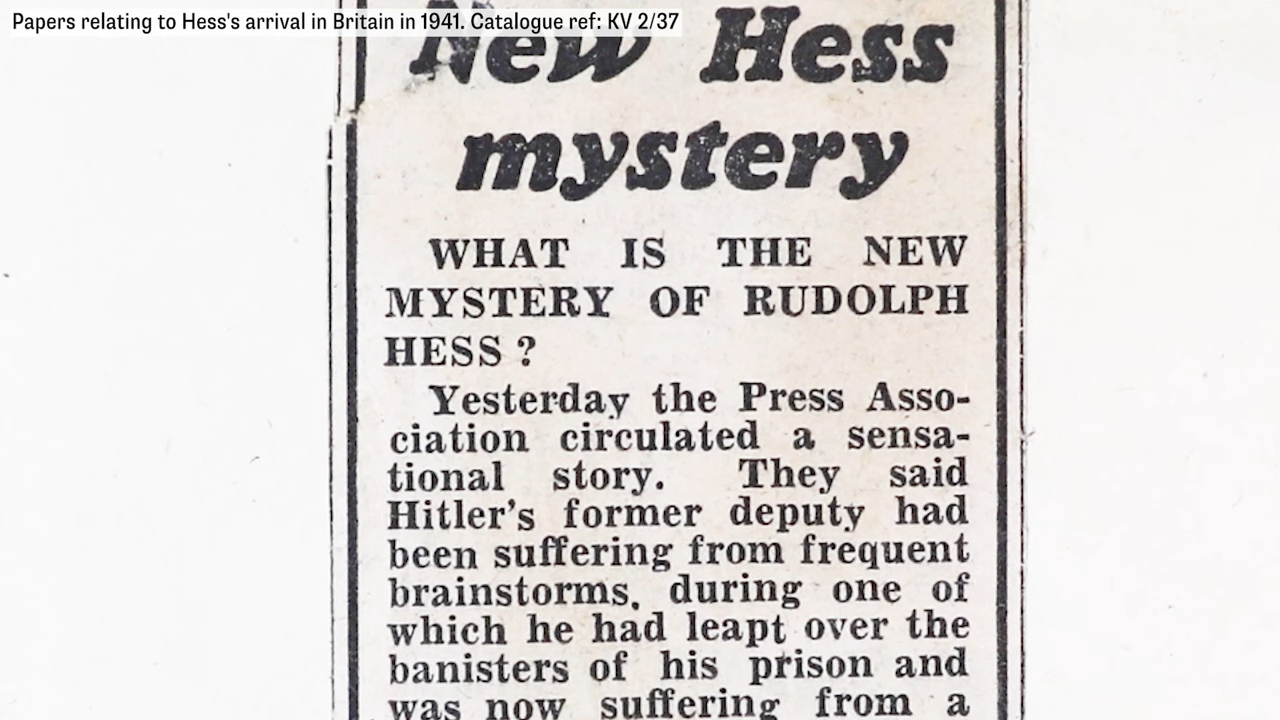 Papers relating to Hess's arrival in Britain in 1941. Catalogue ref: KV 2/37
New Hess
mystery
WHAT IS THE NEW
MYSTERY OF RUDOLPH
HESS ?
Yesterday the Press Asso-
ciation circulated a sensa-
tional story. They said
Hitler's former deputy had
been suffering from frequent
brainstorms, during one of
which he had leapt over the
banisters of his prison and
was now suffering from a